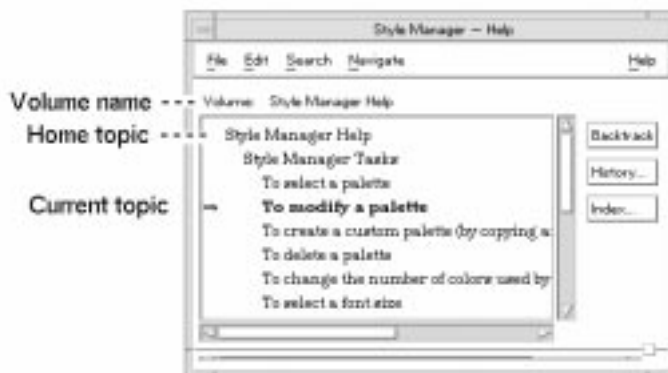 Style Manager – Help
File Edit Search Navigate Help
Volume name
Volume: Style Manager Help
Home topic
Style Manager Help
Backtrack
Style Manager Tasks
To select a palette
History...
Current topic
To modify a palette
Index...
To create a custom palette (by copying a
To delete a palette
To change the number of colors used by
To select a font size